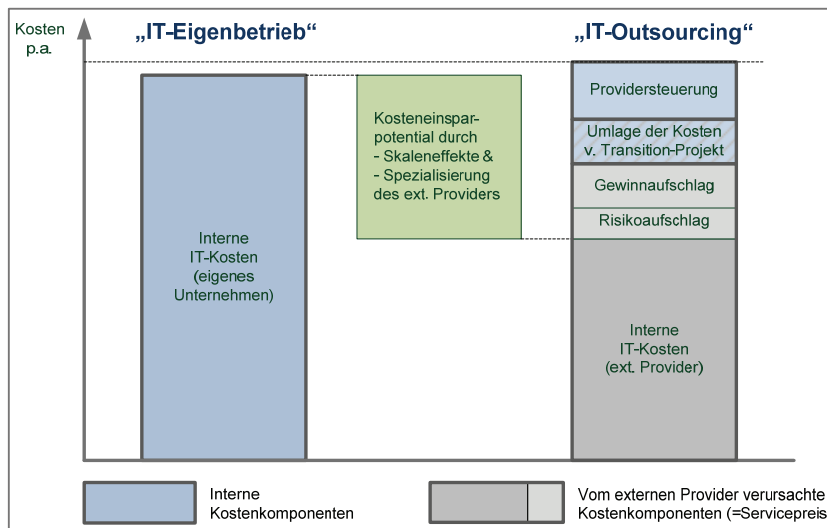 Kosten
p.a.
„IT-Eigenbetrieb“
„IT-Outsourcing“
Interne
IT-Kosten
(eigenes
Unternehmen)
Kosteneinspar-
potential durch
- Skaleneffekte &
- Spezialisierung
des ext. Providers
Providersteuerung
Umlage der Kosten
v. Transition-Projekt
Gewinnaufschlag
Risikoaufschlag
Interne
IT-Kosten
(ext. Provider)
Interne
Kostenkomponenten
Vom externen Provider verursachte
Kostenkomponenten (=Servicepreis